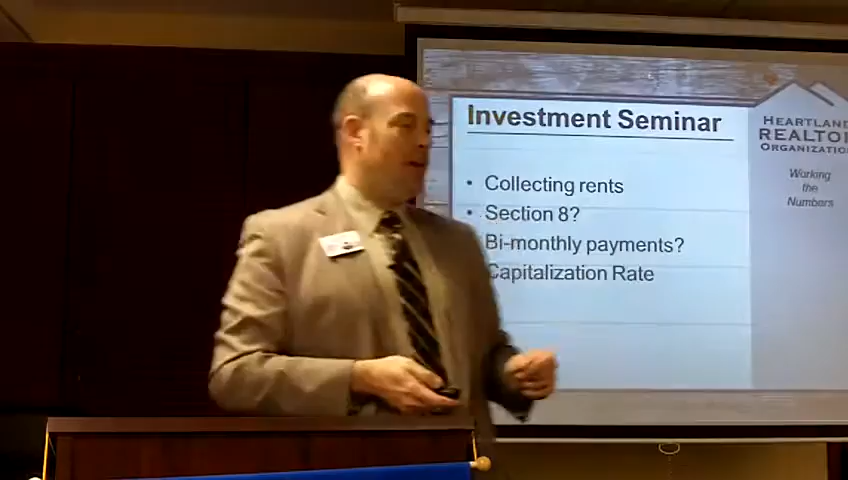 Investment Seminar
• Collecting rents
• Section 8?
Bi-monthly payments?
Capitalization Rate
HEARTLAND
REALTOR
ORGANIZATION
Working
the
Numbers